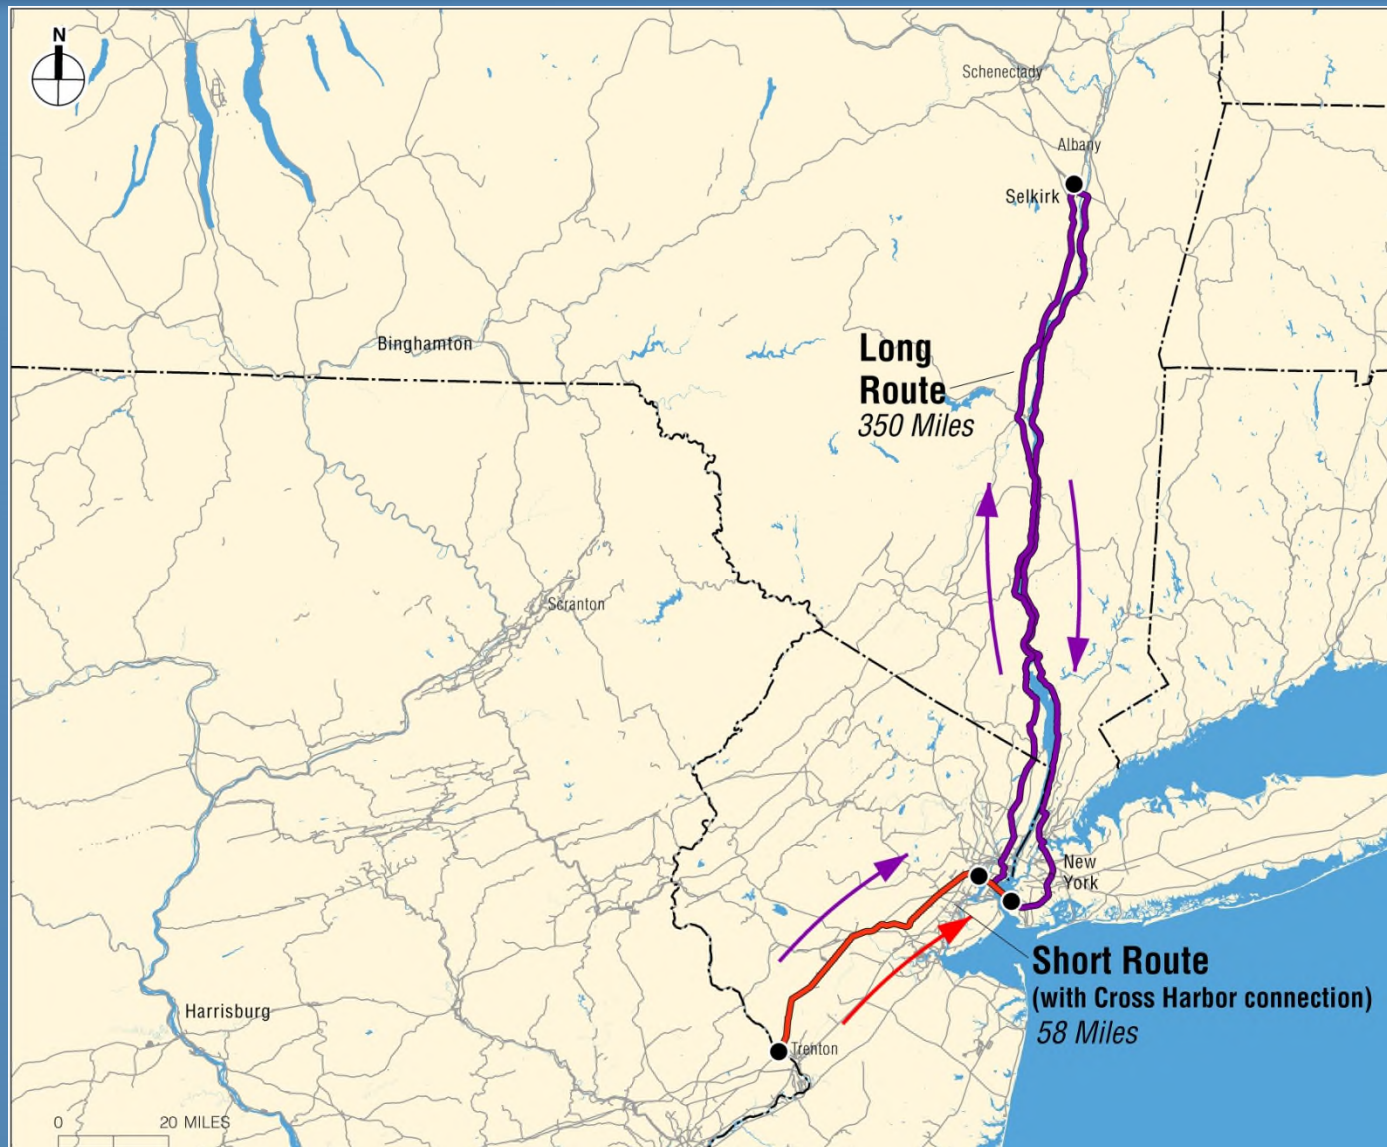 N
Schenectady
Albany
Selkirk
Binghamton
Long
Route
350 Miles
Scranton
New
York
Short Route
(with Cross Harbor connection)
58 Miles
Harrisburg
Trenton
0 20 MILES